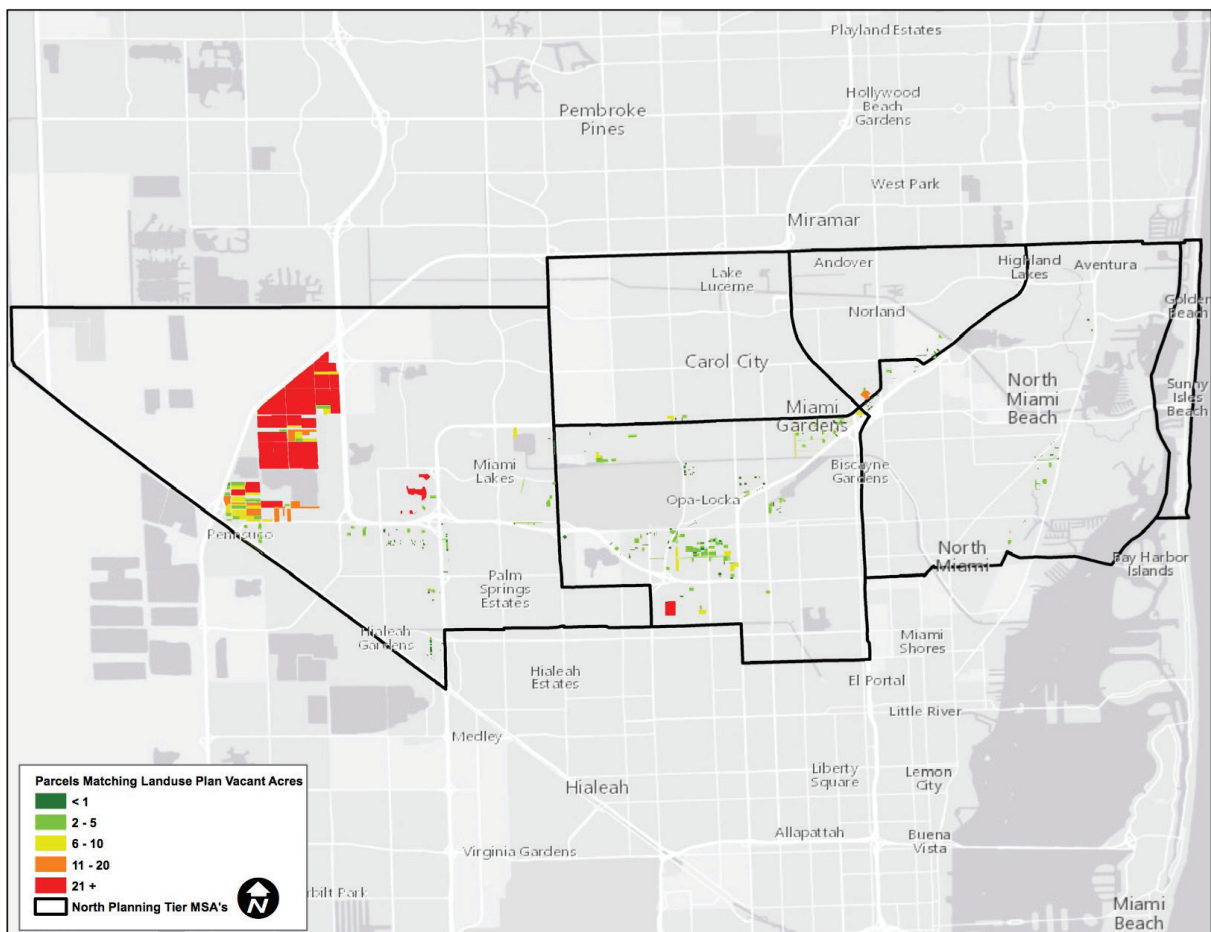 Playland Estates
Hollywood
Beach
Gardens
Pembroke
Pines
West Park
Miramar
Andover
Highland
Lakes
Aventura
Lake
Lucerne
Golden
Beach
Norland
Carol City
North
Miami
Beach
Sunny
Isles
Beach
Miami
Gardens
Miami
Lakes
Biscayne
Gardens
Opa-Locka
Pennsuco
North
Miami
Bay Harbor
Islands
Palm
Springs
Estates
Hialeah
Gardens
Miami
Shores
Hialeah
Estates
El Portal
Little River
Medley
Liberty
Square
Lemon
City
Hialeah
Allapattah
Buena
Vista
Virginia Gardens
Miami
Beach
Parcels Matching Landuse Plan Vacant Acres
< 1
2 - 5
6 - 10
11 - 20
21 +
North Planning Tier MSA's
N
rbilt Park